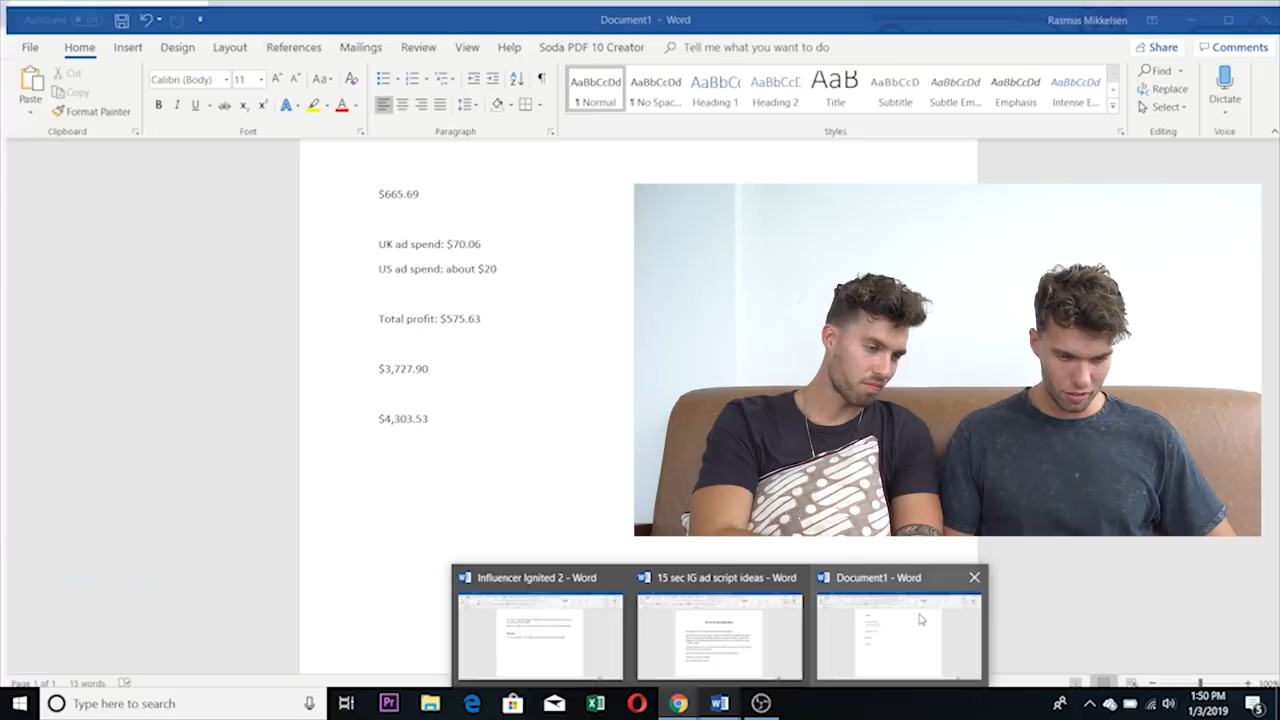 AutoSave Off Document1 - Word Rasmus Mikkelsen
File Home Insert Design Layout References Mailings Review View Help Soda PDF 10 Creator Tell me what you want to do Share Comments
Paste
Cut
Copy
Format Painter
Clipboard
Calibri (Body) 11
Font
Paragraph
AaBbCcDd AaBbCcDd AaBbCc AaBbCcD AaB AaBbCcDd AaBbCcDd AaBbCcDd AaBbCcDd
¶ Normal ¶ No Spac... Heading 1 Heading 2 Title Subtitle Subtle Em... Emphasis Intense E...
Styles
Find
Replace
Select
Editing
Dictate
Voice
$665.69
UK ad spend: $70.06
US ad spend: about $20
Total profit: $575.63
$3,727.90
$4,303.53
Influencer Ignited 2 - Word 15 sec IG ad script ideas - Word Document1 - Word
Page 1 of 1 15 words 100%
Type here to search
1:50 PM
1/3/2019